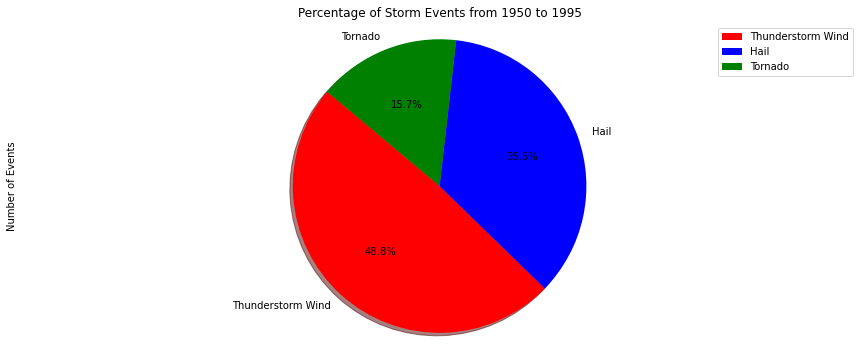 Percentage of Storm Events from 1950 to 1995
Tornado
Thunderstorm Wind
Hail
Tornado
15.7%
Hail
35.5%
Number of Events
48.8%
Thunderstorm Wind